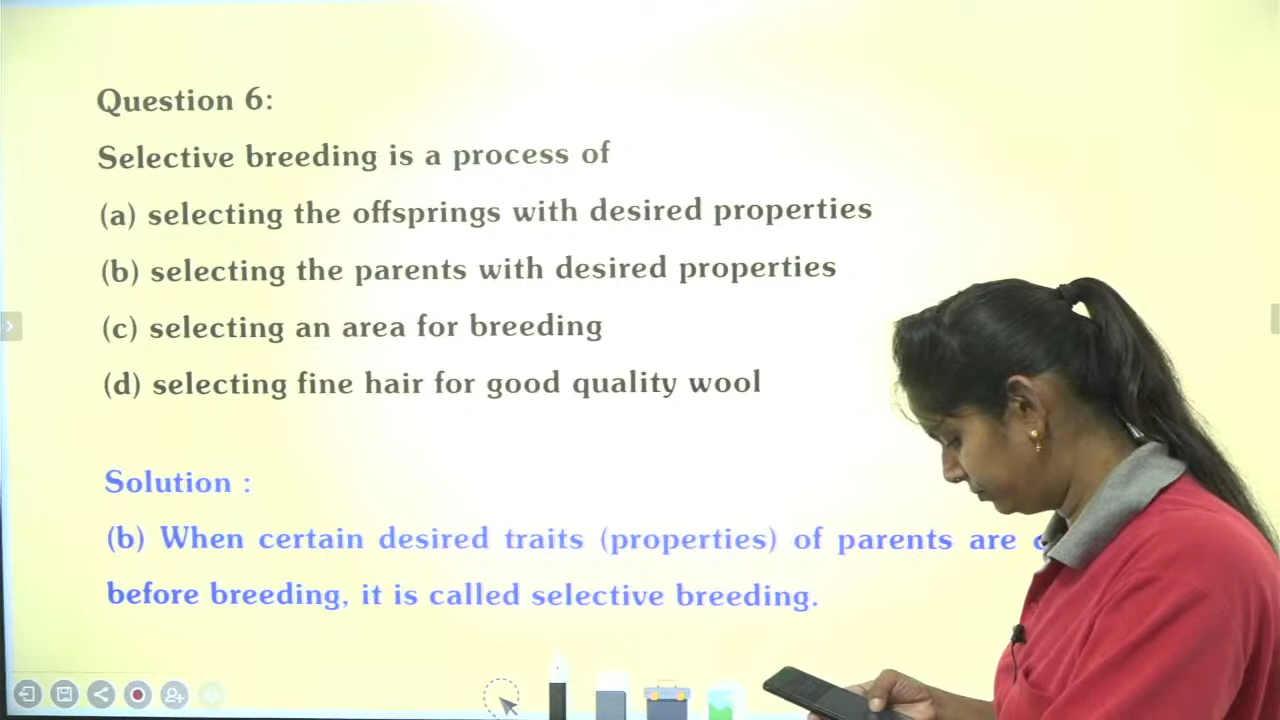 Question 6:
Selective breeding is a process of
(a) selecting the offsprings with desired properties
(b) selecting the parents with desired properties
(c) selecting an area for breeding
(d) selecting fine hair for good quality wool
Solution :
(b) When certain desired traits (properties) of parents are
before breeding, it is called selective breeding.